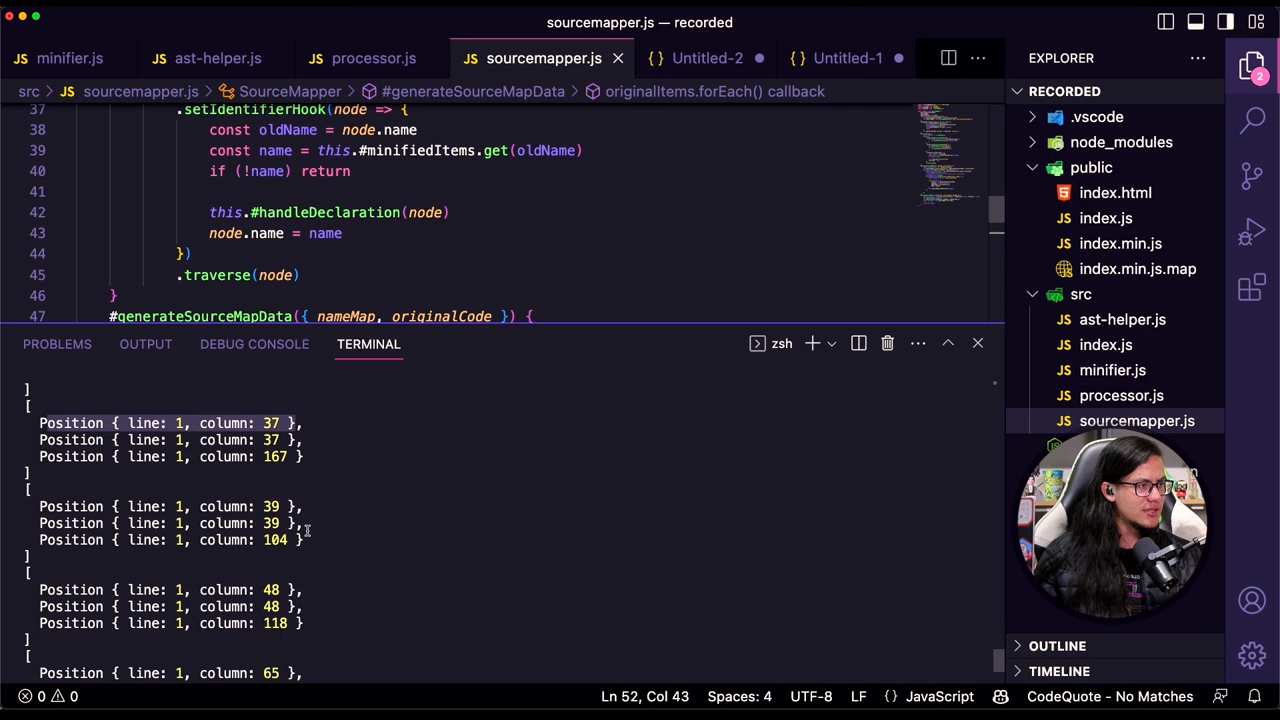 sourcemapper.js — recorded
minifier.js
ast-helper.js
processor.js
sourcemapper.js
Untitled-2
Untitled-1
src > sourcemapper.js > SourceMapper > #generateSourceMapData > originalItems.forEach() callback
37 .setIdentifierHook(node => {
38 const oldName = node.name
39 const name = this.#minifiedItems.get(oldName)
40 if (!name) return
41
42 this.#handleDeclaration(node)
43 node.name = name
44 })
45 .traverse(node)
46 }
47 #generateSourceMapData({ nameMap, originalCode }) {
PROBLEMS OUTPUT DEBUG CONSOLE TERMINAL
zsh
]
[
Position { line: 1, column: 37 },
Position { line: 1, column: 37 },
Position { line: 1, column: 167 }
]
[
Position { line: 1, column: 39 },
Position { line: 1, column: 39 },
Position { line: 1, column: 104 }
]
[
Position { line: 1, column: 48 },
Position { line: 1, column: 48 },
Position { line: 1, column: 118 }
]
[
Position { line: 1, column: 65 },
EXPLORER
RECORDED
.vscode
node_modules
public
index.html
index.js
index.min.js
index.min.js.map
src
ast-helper.js
index.js
minifier.js
processor.js
sourcemapper.js
OUTLINE
TIMELINE
2
0 0
Ln 52, Col 43
Spaces: 4
UTF-8
LF
{} JavaScript
CodeQuote - No Matches